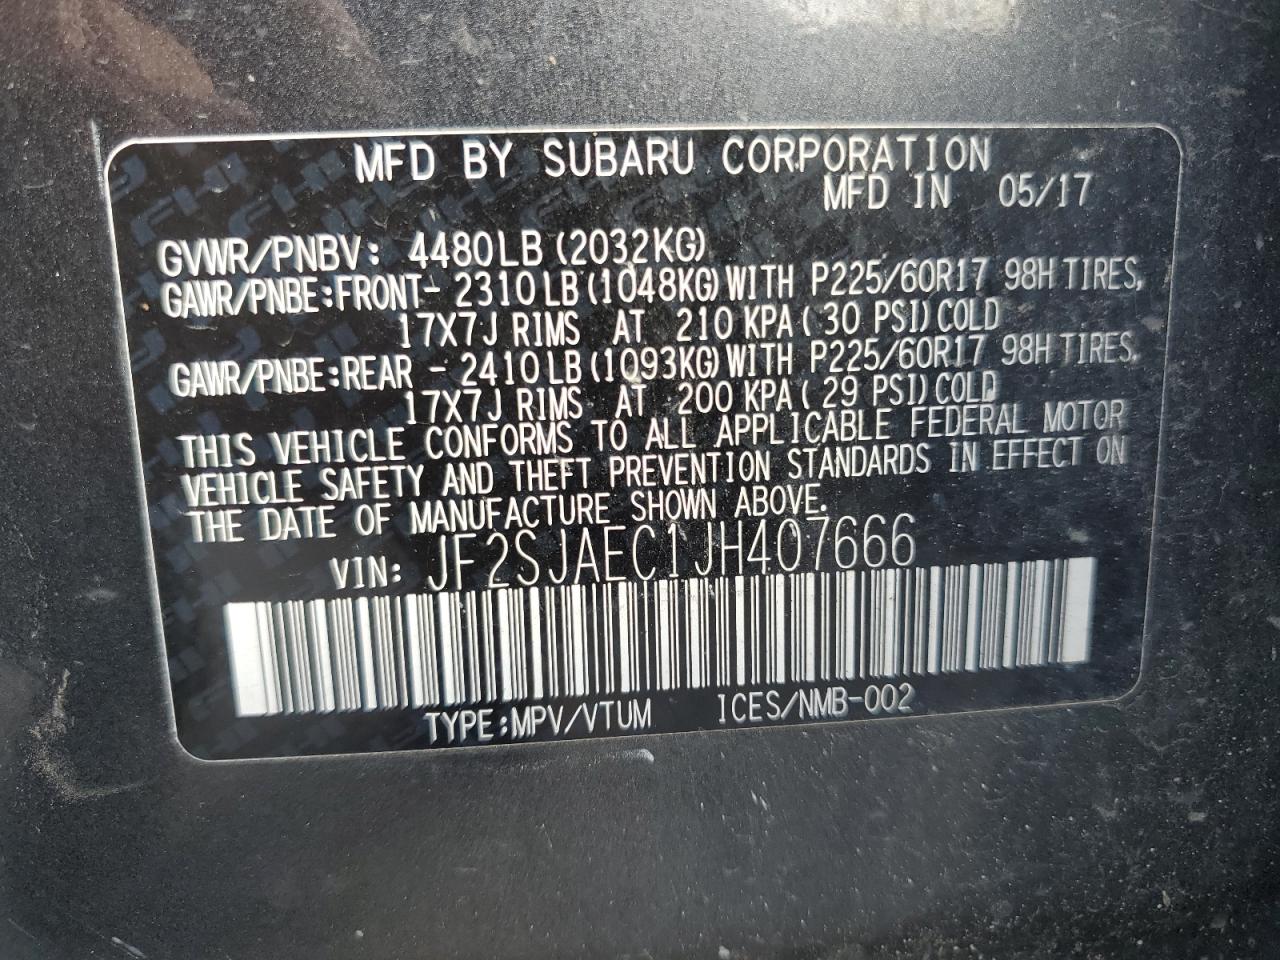 MFD BY SUBARU CORPORATION
MFD IN 05/17
GVWR/PNBV: 4480LB (2032KG)
GAWR/PNBE:FRONT- 2310LB (1048KG) WITH P225/60R17 98H TIRES,
17X7J RIMS AT 210 KPA ( 30 PSI) COLD
GAWR/PNBE:REAR - 2410LB (1093KG) WITH P225/60R17 98H TIRES,
17X7J RIMS AT 200 KPA ( 29 PSI) COLD
THIS VEHICLE CONFORMS TO ALL APPLICABLE FEDERAL MOTOR
VEHICLE SAFETY AND THEFT PREVENTION STANDARDS IN EFFECT ON
THE DATE OF MANUFACTURE SHOWN ABOVE.
VIN: JF2SJAEC1JH407666
TYPE:MPV/VTUM ICES/NMB-002